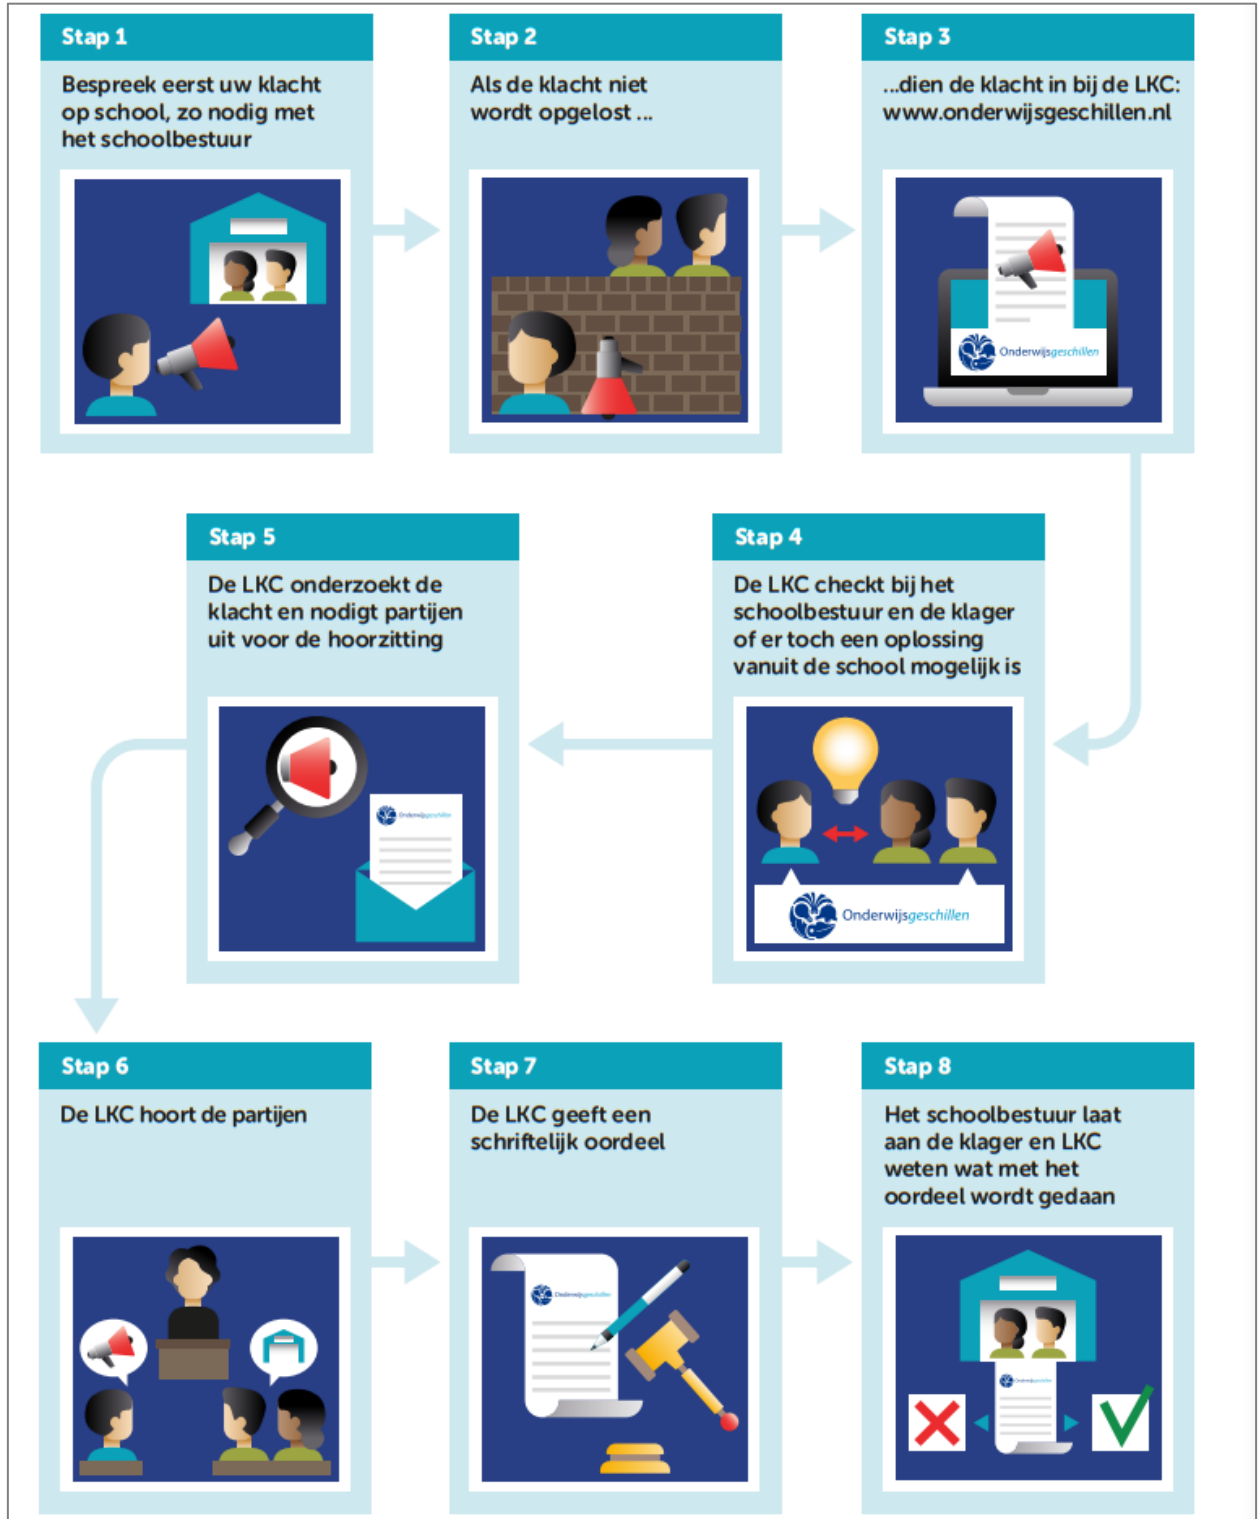 Stap 1
Bespreek eerst uw klacht
op school, zo nodig met
het schoolbestuur
Stap 2
Als de klacht niet
wordt opgelost ...
Stap 3
...dien de klacht in bij de LKC:
www.onderwijsgeschillen.nl
Onderwijsgeschillen
Stap 4
De LKC checkt bij het
schoolbestuur en de klager
of er toch een oplossing
vanuit de school mogelijk is
Onderwijsgeschillen
Stap 5
De LKC onderzoekt de
klacht en nodigt partijen
uit voor de hoorzitting
Onderwijsgeschillen
Stap 6
De LKC hoort de partijen
Stap 7
De LKC geeft een
schriftelijk oordeel
Onderwijsgeschillen
Stap 8
Het schoolbestuur laat
aan de klager en LKC
weten wat met het
oordeel wordt gedaan
Onderwijsgeschillen